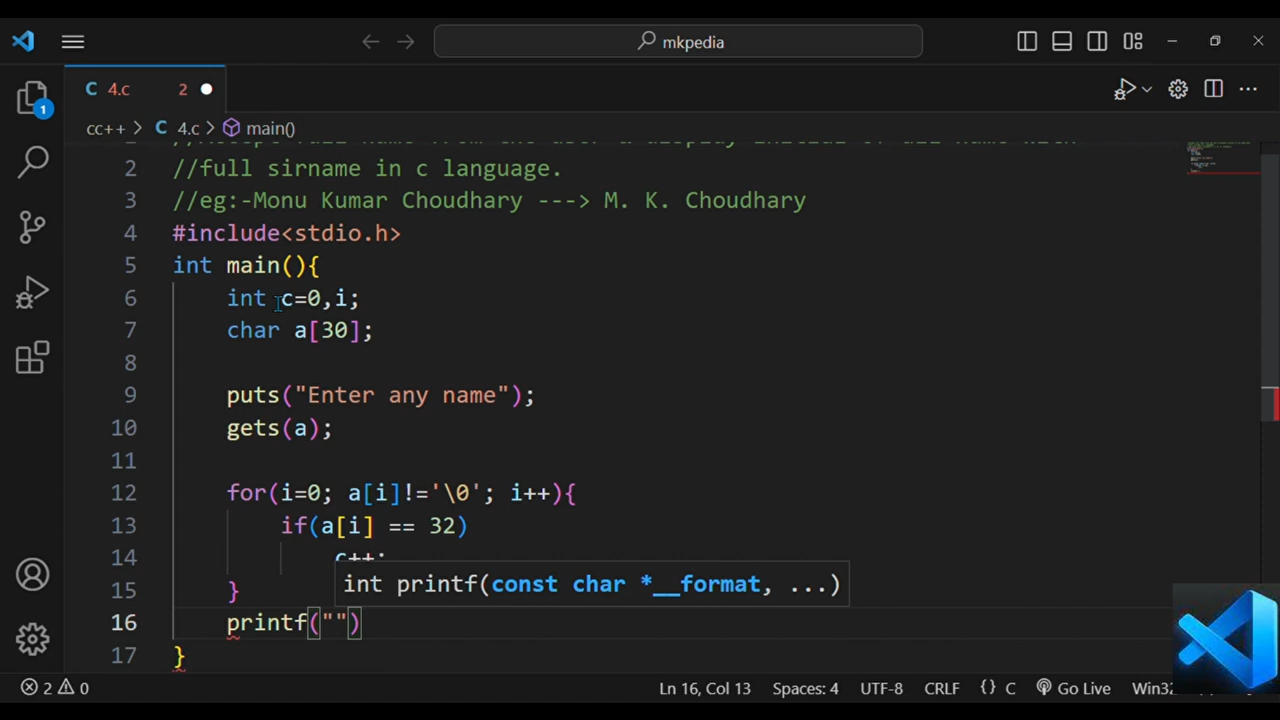 mkpedia
C 4.c 2
1
cc++ > C 4.c > main()
1
2 //full sirname in c language.
3 //eg:-Monu Kumar Choudhary ---> M. K. Choudhary
4 #include<stdio.h>
5 int main(){
6 int c=0,i;
7 char a[30];
8
9 puts("Enter any name");
10 gets(a);
11
12 for(i=0; a[i]!='\0'; i++){
13 if(a[i] == 32)
14 c++;
int printf(const char *__format, ...)
15 }
16 printf("")
17 }
2 0 Ln 16, Col 13 Spaces: 4 UTF-8 CRLF {} C Go Live Win32